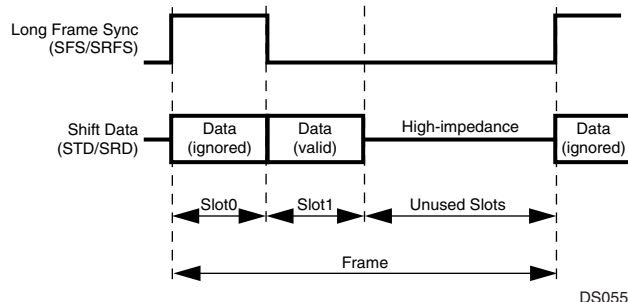 Long Frame Sync
(SFS/SRFS)
Shift Data
(STD/SRD)
Data
(ignored)
Data
(valid)
High-impedance
Data
(ignored)
Slot0
Slot1
Unused Slots
Frame
DS055